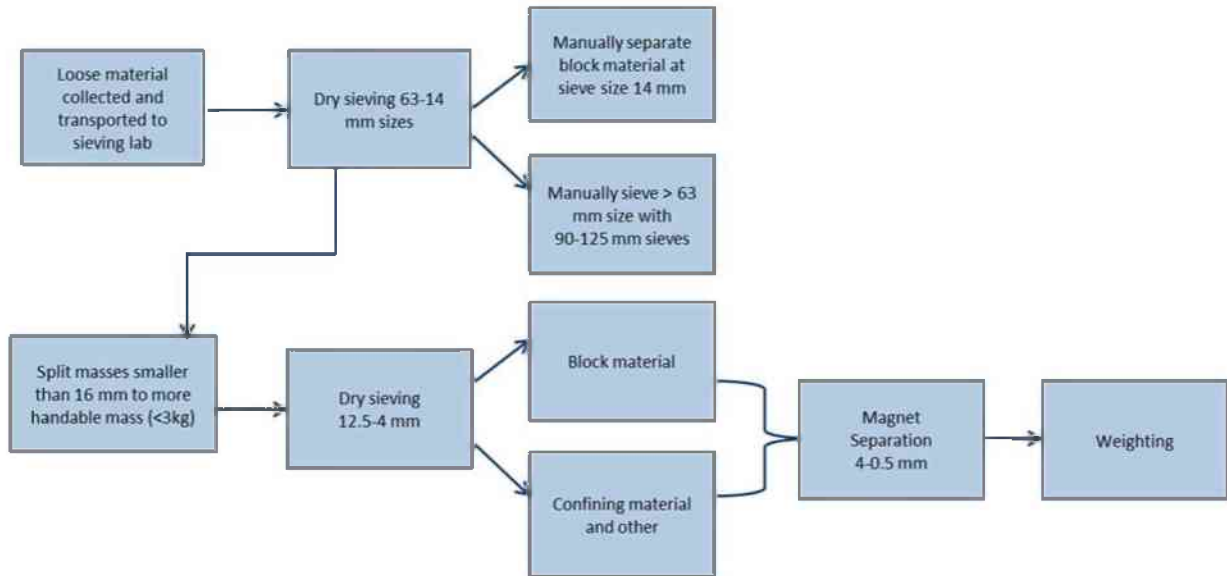 Loose material
collected and
transported to
sieving lab
Dry sieving 63-14
mm sizes
Manually separate
block material at
sieve size 14 mm
Manually sieve > 63
mm size with
90-125 mm sieves
Split masses smaller
than 16 mm to more
handable mass (<3kg)
Dry sieving
12.5-4 mm
Block material
Confining material
and other
Magnet
Separation
4-0.5 mm
Weighting